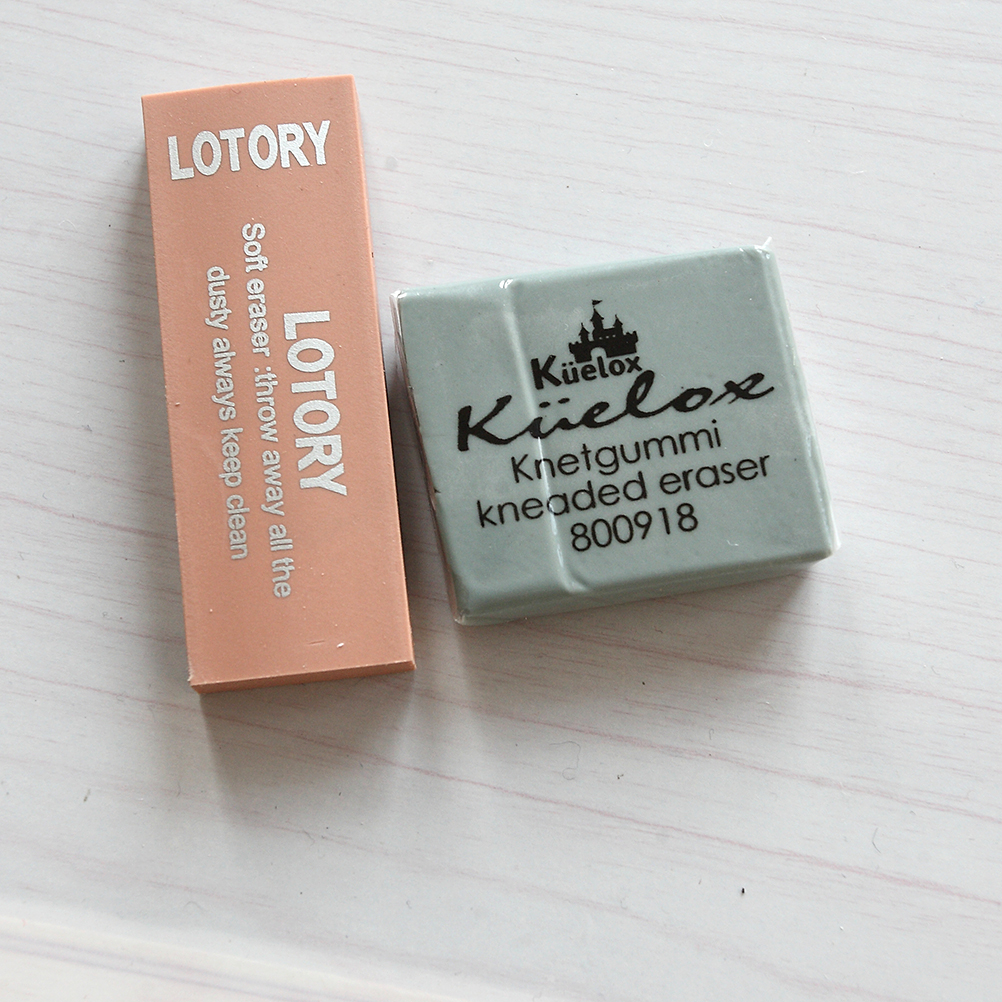 LOTORY
LOTORY
Soft eraser :throw away all the
dusty always keep clean
Küelox
Küelox
Knetgummi
kneaded eraser
800918